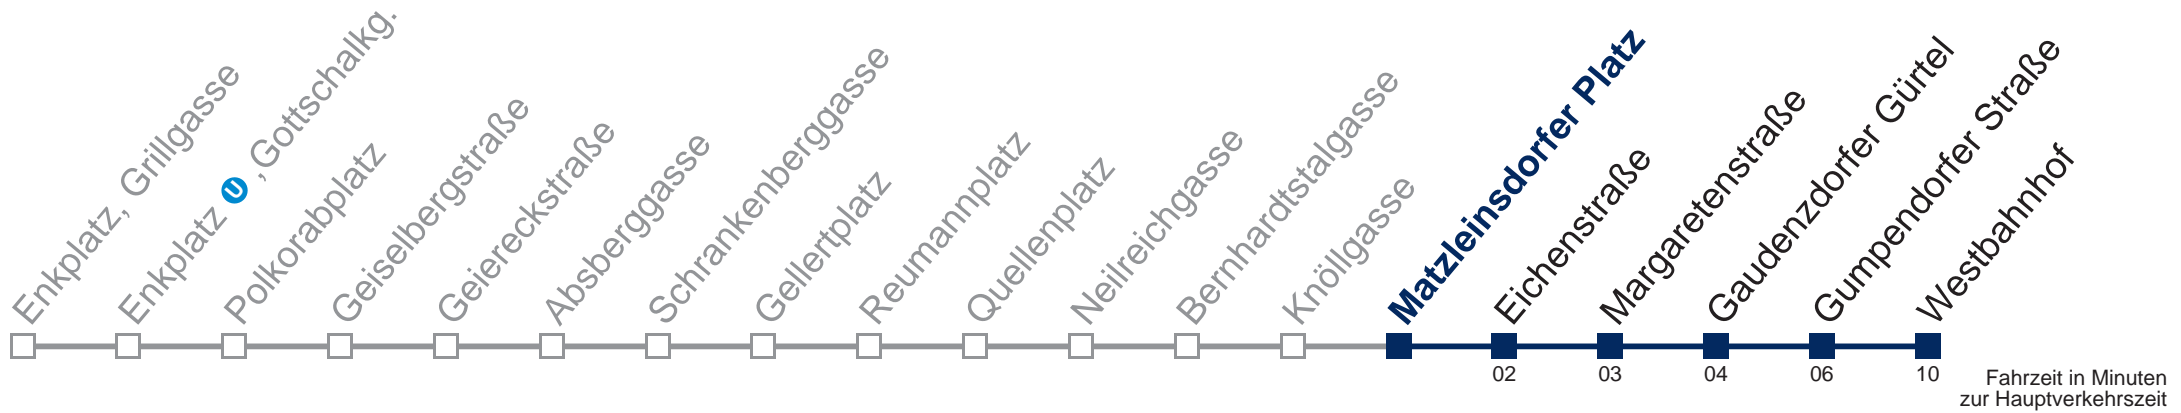 Enkplatz, Grillgasse
Enkplatz U, Gottschalkg.
Polkorabplatz
Geiselbergstraße
Geiereckstraße
Absberggasse
Schrankenberggasse
Gellertplatz
Reumannplatz
Quellenplatz
Neilreichgasse
Bernhardtstalgasse
Knöllgasse
Matzleinsdorfer Platz
Eichenstraße
Margaretenstraße
Gaudenzdorfer Gürtel
Gumpendorfer Straße
Westbahnhof
02 03 04 06 10
Fahrzeit in Minuten
zur Hauptverkehrszeit